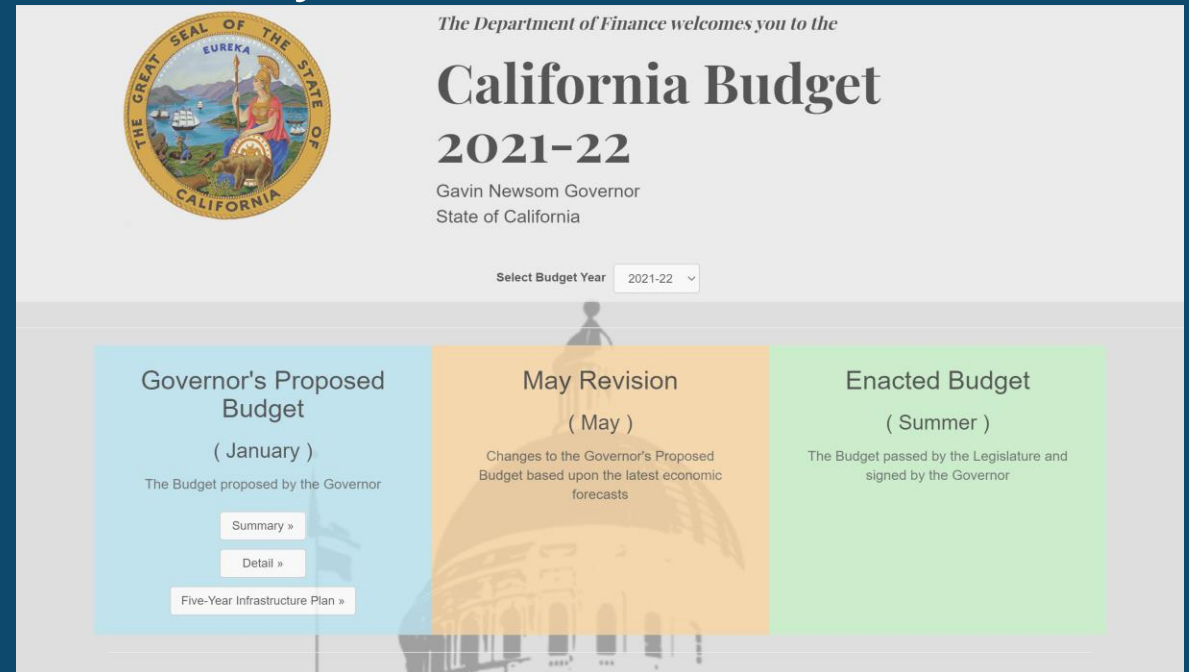 THE GREAT SEAL OF THE STATE OF CALIFORNIA
EUREKA
The Department of Finance welcomes you to the
California Budget
2021-22
Gavin Newsom Governor
State of California
Select Budget Year 2021-22
Governor's Proposed
Budget
( January )
The Budget proposed by the Governor
Summary »
Detail »
Five-Year Infrastructure Plan »
May Revision
( May )
Changes to the Governor's Proposed
Budget based upon the latest economic
forecasts
Enacted Budget
( Summer )
The Budget passed by the Legislature and
signed by the Governor